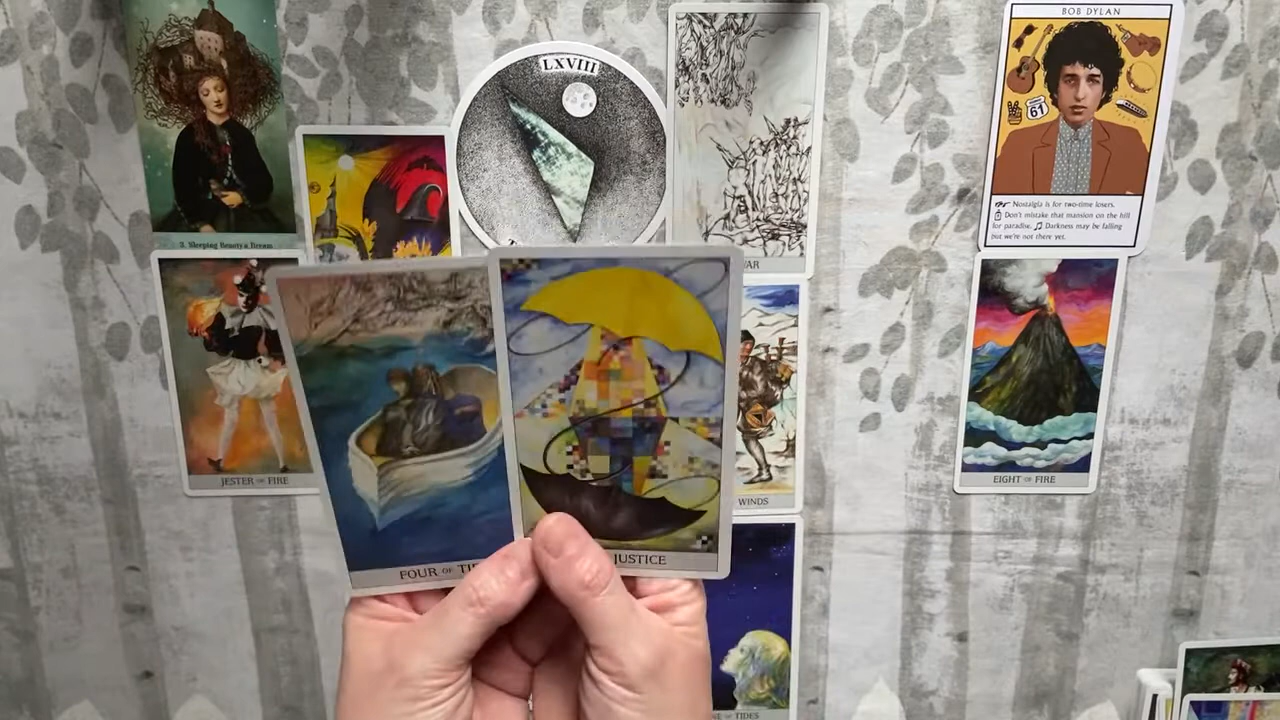 BOB DYLAN
LXVIII
61
Nostalgia is for two-time losers.
Don't mistake that mansion on the hill
for paradise. Darkness may be falling
but we're not there yet.
3. Sleeping Beauty's Dream
JESTER OF FIRE
WINDS
EIGHT OF FIRE
FOUR OF
JUSTICE
OF TIDES